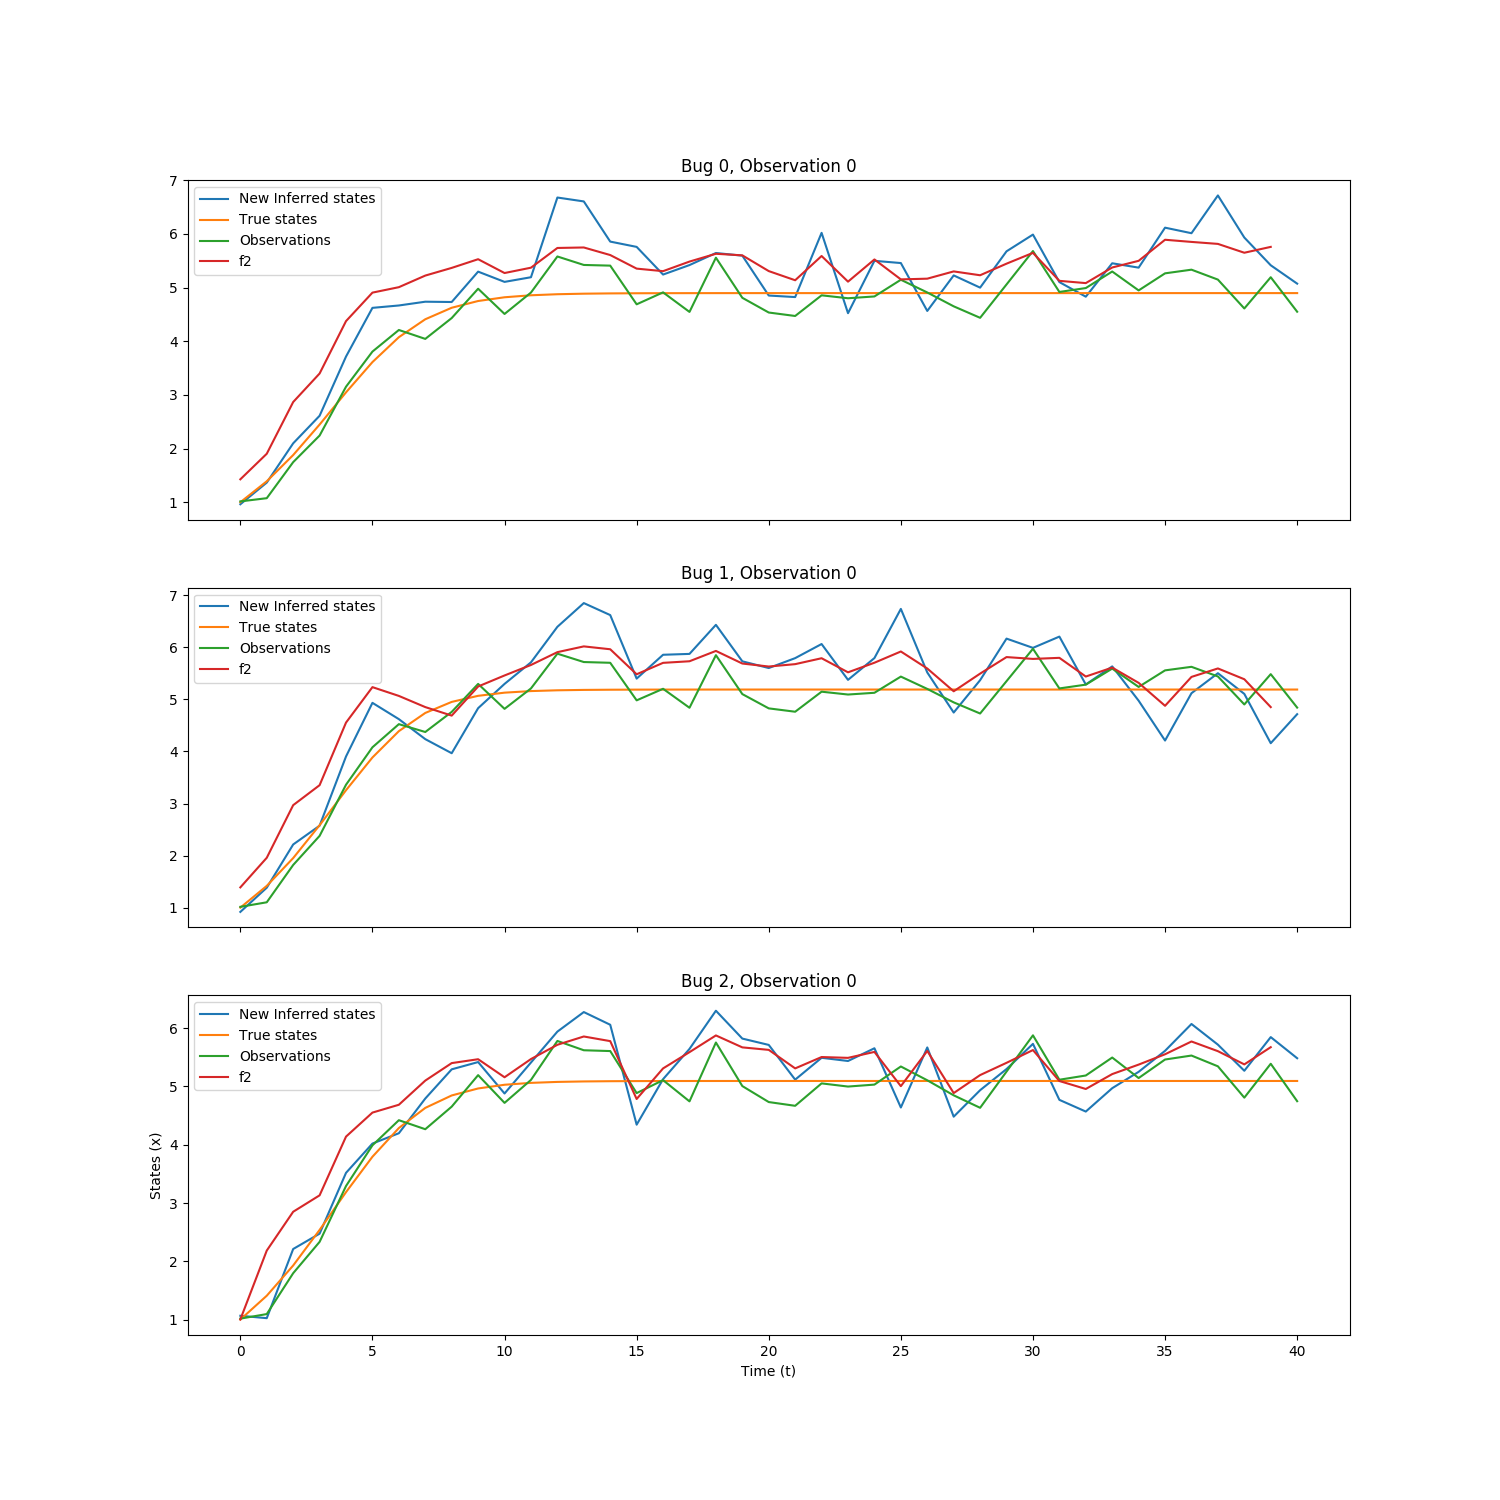 Bug 0, Observation 0
7
6
5
4
3
2
1
New Inferred states
True states
Observations
f2
Bug 1, Observation 0
7
6
5
4
3
2
1
New Inferred states
True states
Observations
f2
Bug 2, Observation 0
6
5
4
3
2
1
States (x)
New Inferred states
True states
Observations
f2
0 5 10 15 20 25 30 35 40
Time (t)